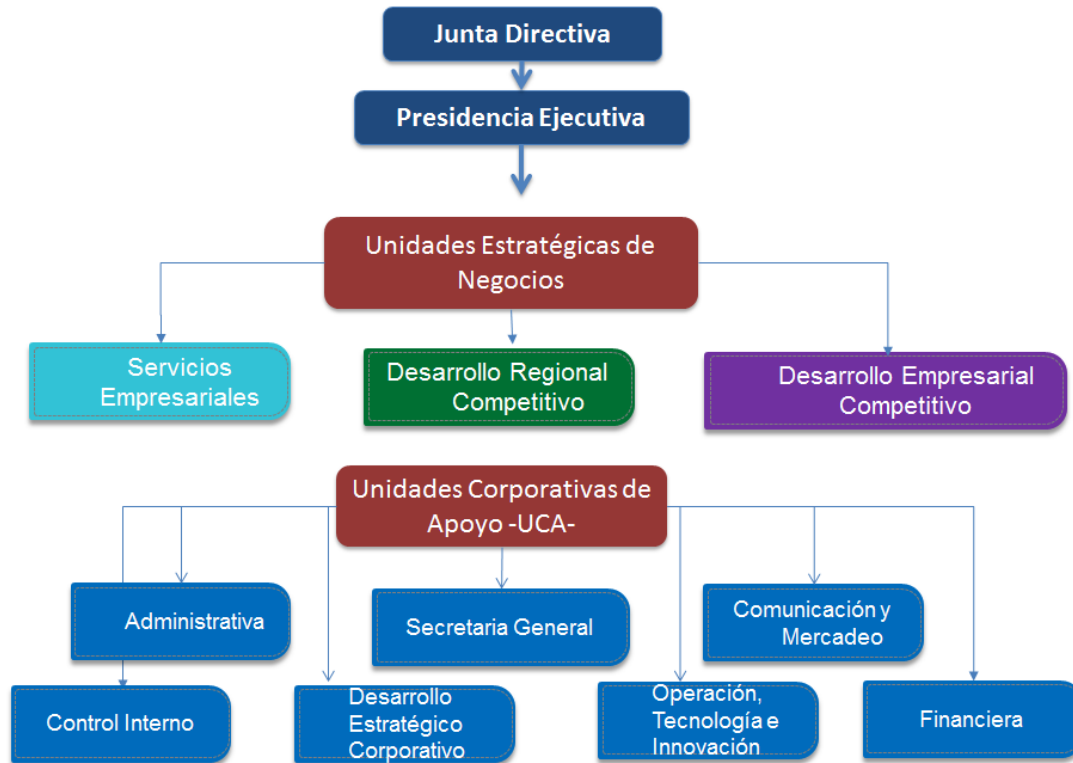 Junta Directiva
Presidencia Ejecutiva
Unidades Estratégicas de
Negocios
Servicios
Empresariales
Desarrollo Regional
Competitivo
Desarrollo Empresarial
Competitivo
Unidades Corporativas de
Apoyo -UCA-
Administrativa
Secretaria General
Comunicación y
Mercadeo
Control Interno
Desarrollo
Estratégico
Corporativo
Operación,
Tecnología e
Innovación
Financiera